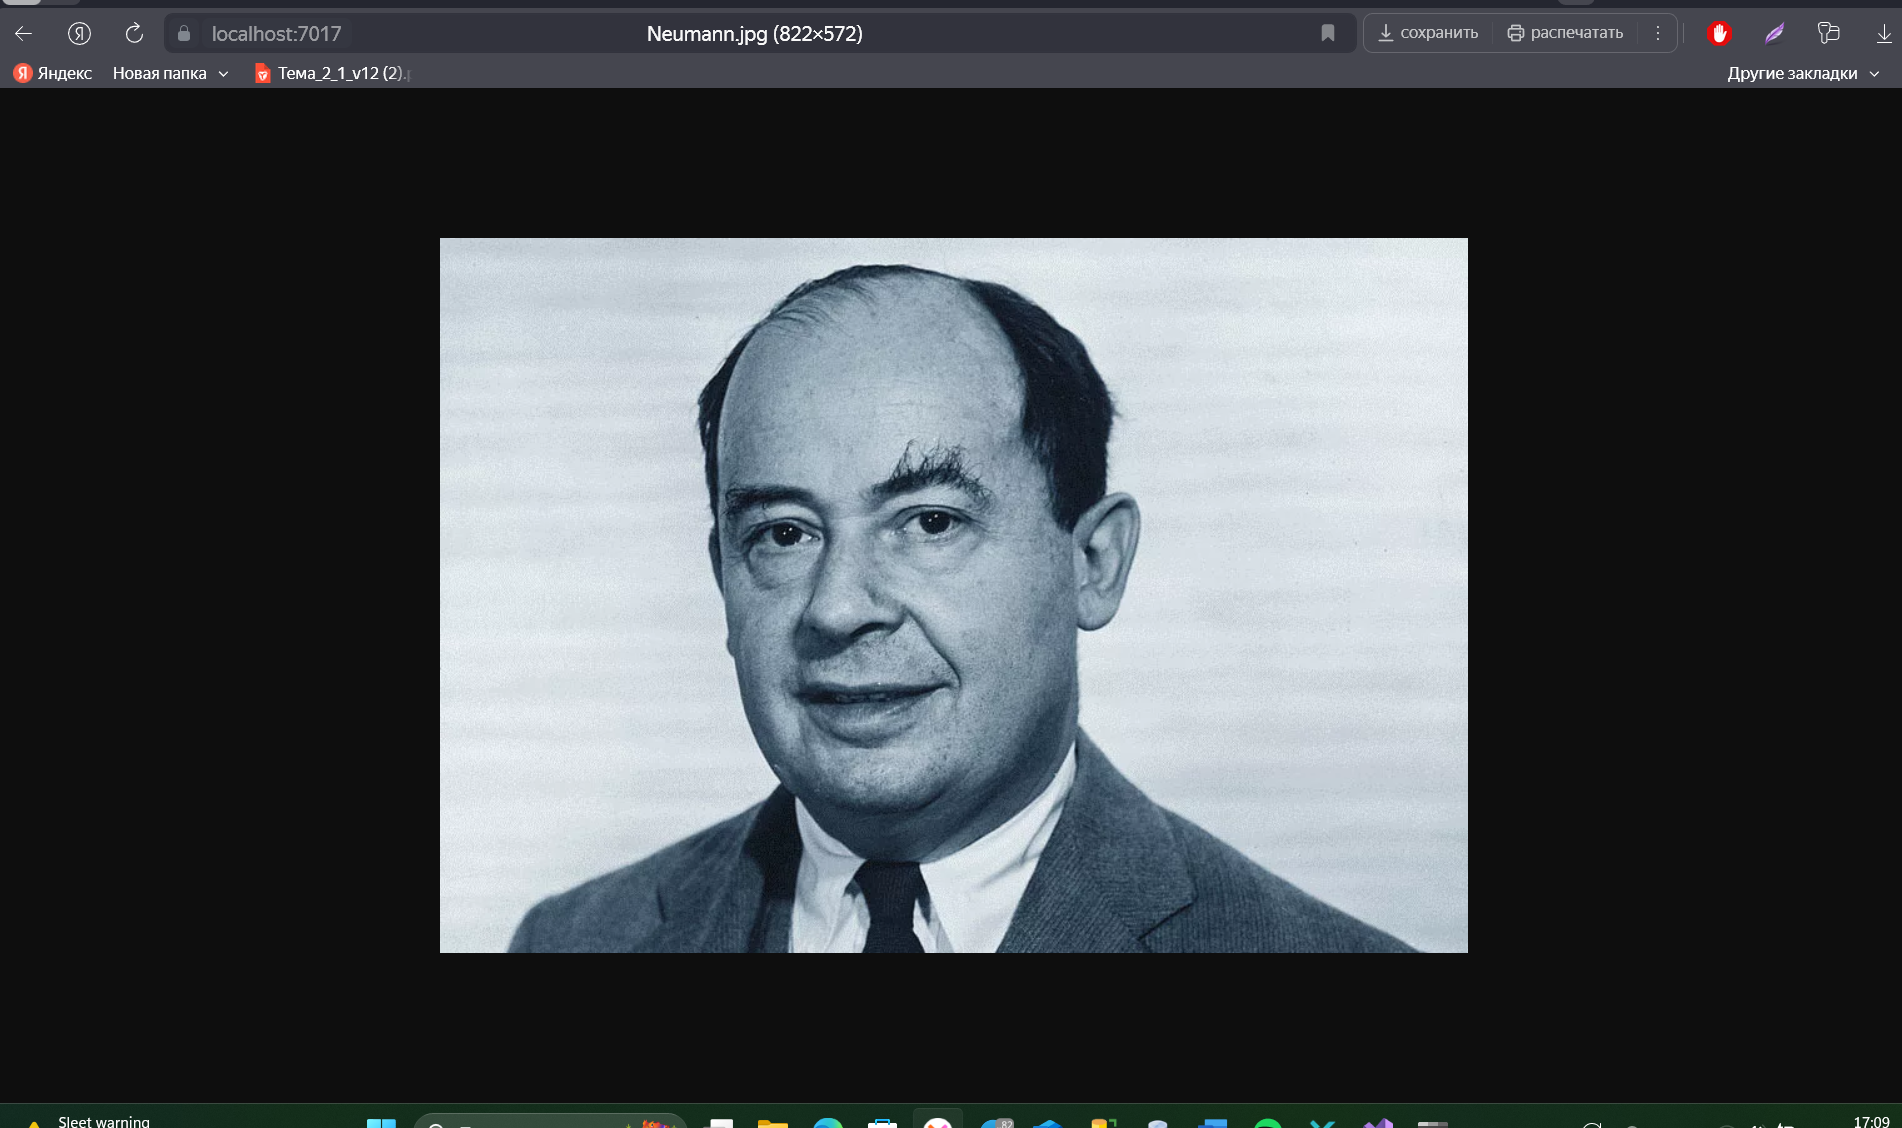 localhost:7017
Neumann.jpg (822×572)
сохранить
распечатать
Яндекс
Новая папка
Тема_2_1_v12 (2).
Другие закладки
Sleet warning
82
17:09